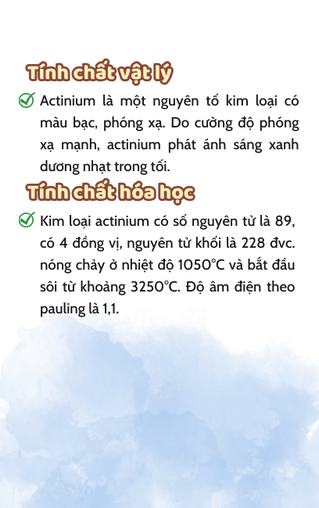 Tính chất vật lý
Actinium là một nguyên tố kim loại có
màu bạc, phóng xạ. Do cường độ phóng
xạ mạnh, actinium phát ánh sáng xanh
dương nhạt trong tối.
Tính chất hóa học
Kim loại actinium có số nguyên tử là 89,
có 4 đồng vị, nguyên tử khối là 228 đvc.
nóng chảy ở nhiệt độ 1050°C và bắt đầu
sôi từ khoảng 3250°C. Độ âm điện theo
pauling là 1,1.